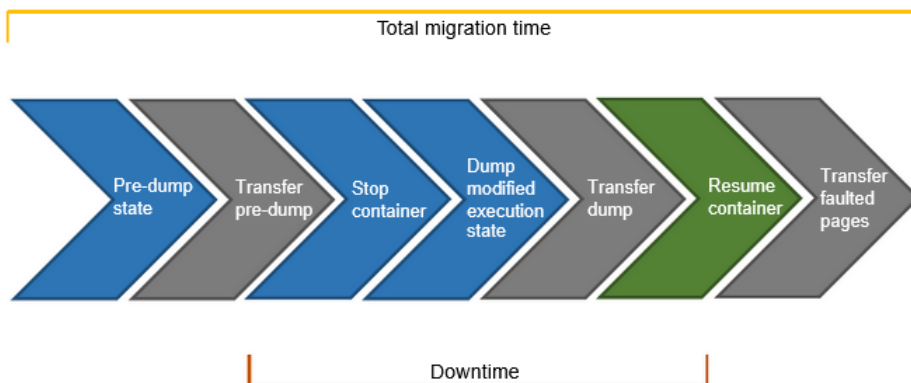 Total migration time
Pre-dump
state
Transfer
pre-dump
Stop
container
Dump
modified
execution
state
Transfer
dump
Resume
container
Transfer
faulted
pages
Downtime